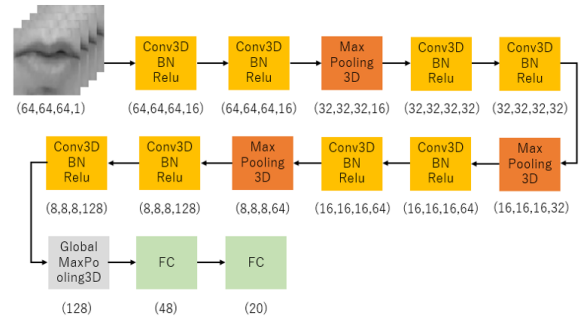 Conv3D
BN
Relu
Conv3D
BN
Relu
Max
Pooling
3D
Conv3D
BN
Relu
Conv3D
BN
Relu
(64,64,64,1)
(64,64,64,16)
(64,64,64,16)
(32,32,32,16)
(32,32,32,32)
(32,32,32,32)
Conv3D
BN
Relu
Conv3D
BN
Relu
Max
Pooling
3D
Conv3D
BN
Relu
Conv3D
BN
Relu
Max
Pooling
3D
(8,8,8,128)
(8,8,8,128)
(8,8,8,64)
(16,16,16,64)
(16,16,16,64)
(16,16,16,32)
Global
MaxPo
oling3D
FC
FC
(128)
(48)
(20)